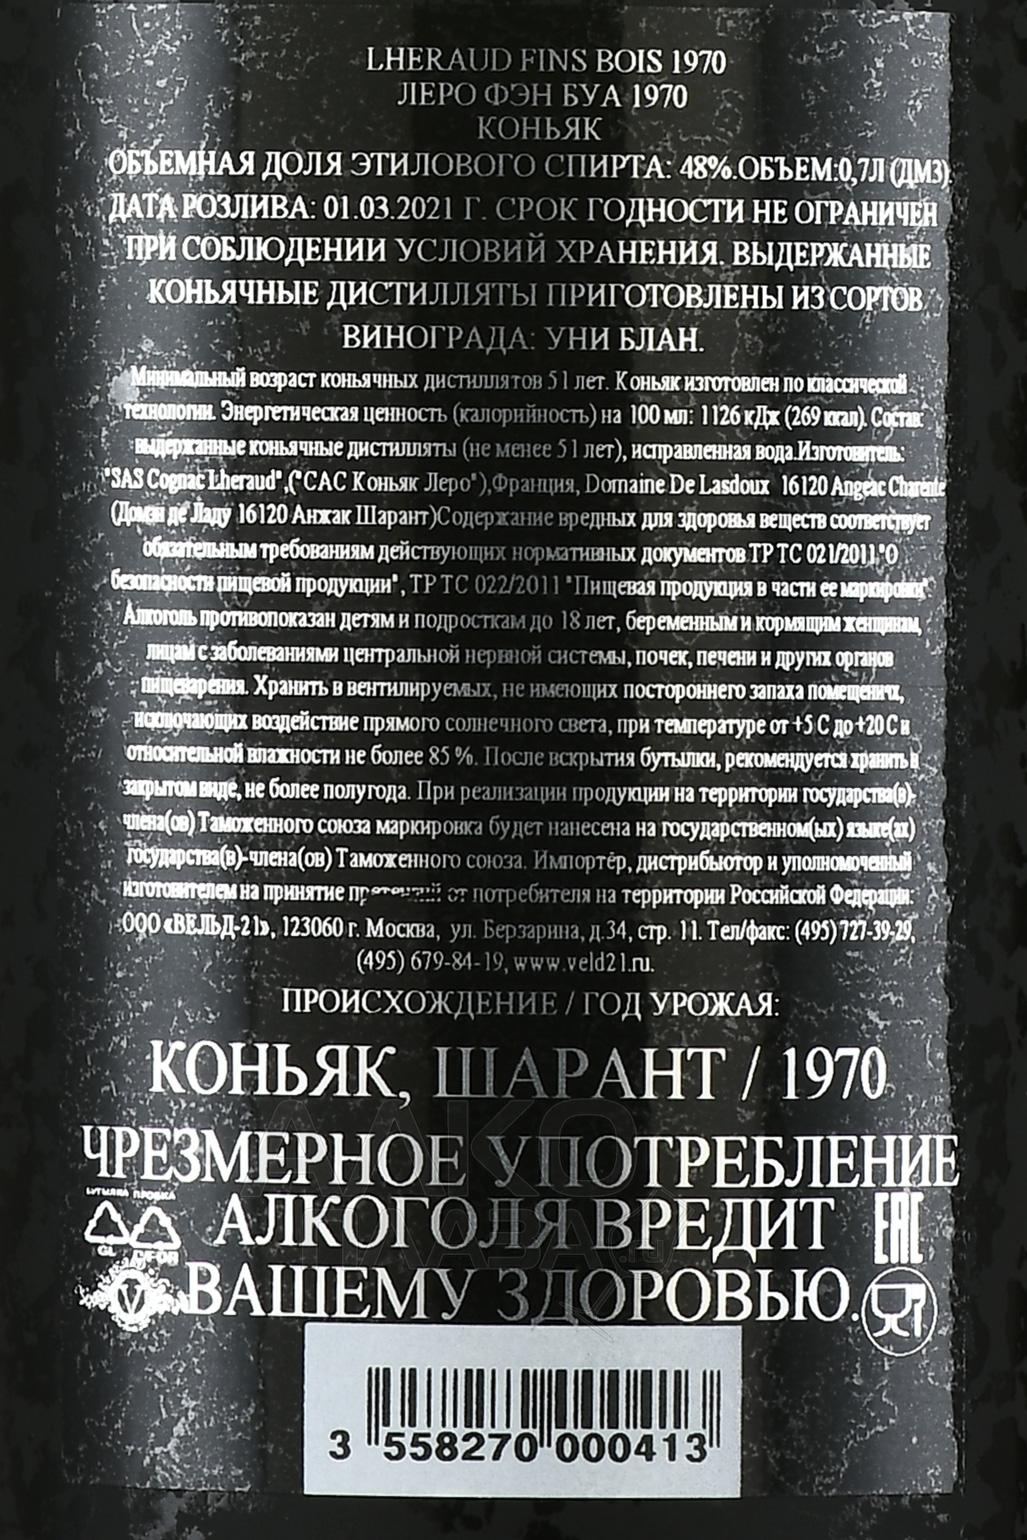 LHERAUD FINS BOIS 1970
ЛЕРО ФЭН БУА 1970
КОНЬЯК
ОБЪЕМНАЯ ДОЛЯ ЭТИЛОВОГО СПИРТА: 48%.ОБЪЕМ:0,7Л (ДМЗ)
ДАТА РОЗЛИВА: 01.03.2021 Г. СРОК ГОДНОСТИ НЕ ОГРАНИЧЕН
ПРИ СОБЛЮДЕНИИ УСЛОВИЙ ХРАНЕНИЯ. ВЫДЕРЖАННЫЕ
КОНЬЯЧНЫЕ ДИСТИЛЛЯТЫ ПРИГОТОВЛЕНЫ ИЗ СОРТОВ
ВИНОГРАДА: УНИ БЛАН.
Минимальный возраст коньячных дистиллятов 51 лет. Коньяк изготовлен по классической
технологии. Энергетическая ценность (калорийность) на 100 мл: 1126 кДж (269 ккал). Состав:
выдержанные коньячные дистилляты (не менее 51 лет), исправленная вода.Изготовитель:
"SAS Cognac Lheraud",("САС Коньяк Леро"),Франция, Domaine De Lasdoux 16120 Angeac Charente
(Домэн де Ладу 16120 Анжак Шарант)Содержание вредных для здоровья веществ соответствует
обязательным требованиям действующих нормативных документов ТР ТС 021/2011"О
безопасности пищевой продукции", ТР ТС 022/2011 "Пищевая продукция в части ее маркировки"
Алкоголь противопоказан детям и подросткам до 18 лет, беременным и кормящим женщинам,
лицам с заболеваниями центральной нервной системы, почек, печени и других органов
пищеварения. Хранить в вентилируемых, не имеющих постороннего запаха помещениях,
исключающих воздействие прямого солнечного света, при температуре от +5 С до +20 С и
относительной влажности не более 85 %. После вскрытия бутылки, рекомендуется хранить в
закрытом виде, не более полугода. При реализации продукции на территории государства(в)-
члена(ов) Таможенного союза маркировка будет нанесена на государственном(ых) языке(ах)
государства(в)-члена(ов) Таможенного союза. Импортёр, дистрибьютор и уполномоченный
изготовителем на принятие претензий от потребителя на территории Российской Федерации:
ООО «ВЕЛЬД-21», 123060 г. Москва, ул. Берзарина, д.34, стр. 11. Тел/факс: (495) 727-39-29,
(495) 679-84-19, www.veld21.ru.
ПРОИСХОЖДЕНИЕ / ГОД УРОЖАЯ:
КОНЬЯК, ШАРАНТ / 1970
ЧРЕЗМЕРНОЕ УПОТРЕБЛЕНИЕ
БУТЫЛКА ПРОБКА
АЛКОГОЛЯ ВРЕДИТ
EAC
GL C/FOR
V
ВАШЕМУ ЗДОРОВЬЮ.
3 558270 000413